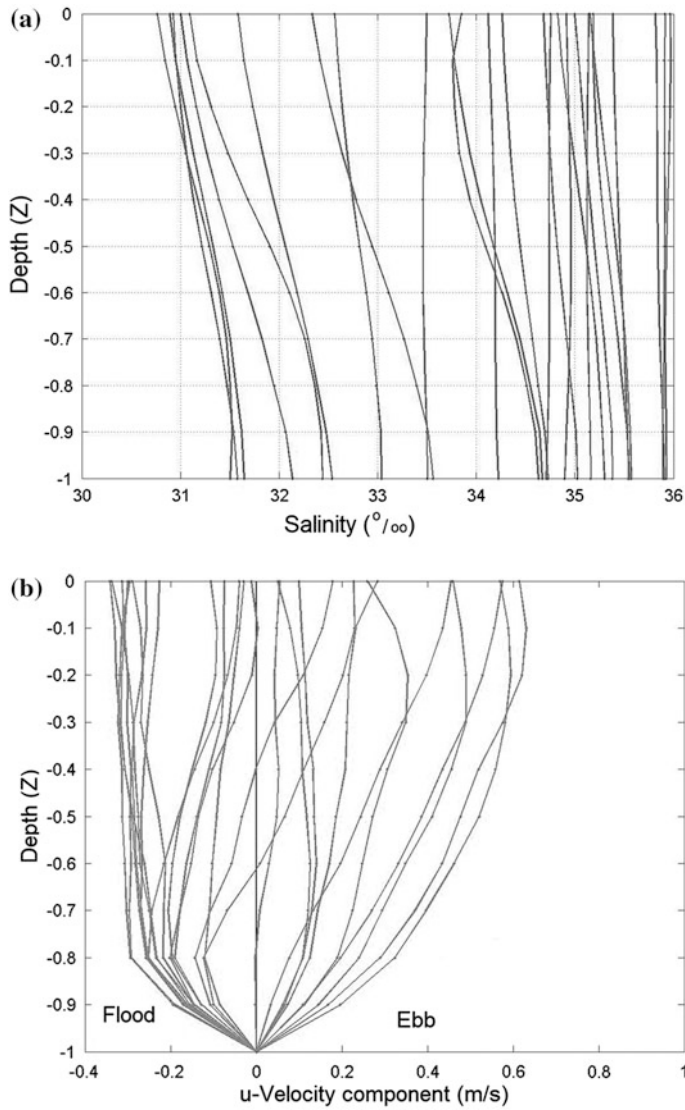 (a)
0
-0.1
-0.2
-0.3
-0.4
-0.5
-0.6
-0.7
-0.8
-0.9
-1
Depth (Z)
30 31 32 33 34 35 36
Salinity (°/oo)
(b)
0
-0.1
-0.2
-0.3
-0.4
-0.5
-0.6
-0.7
-0.8
-0.9
-1
Depth (Z)
Flood
Ebb
-0.4 -0.2 0 0.2 0.4 0.6 0.8 1
u-Velocity component (m/s)